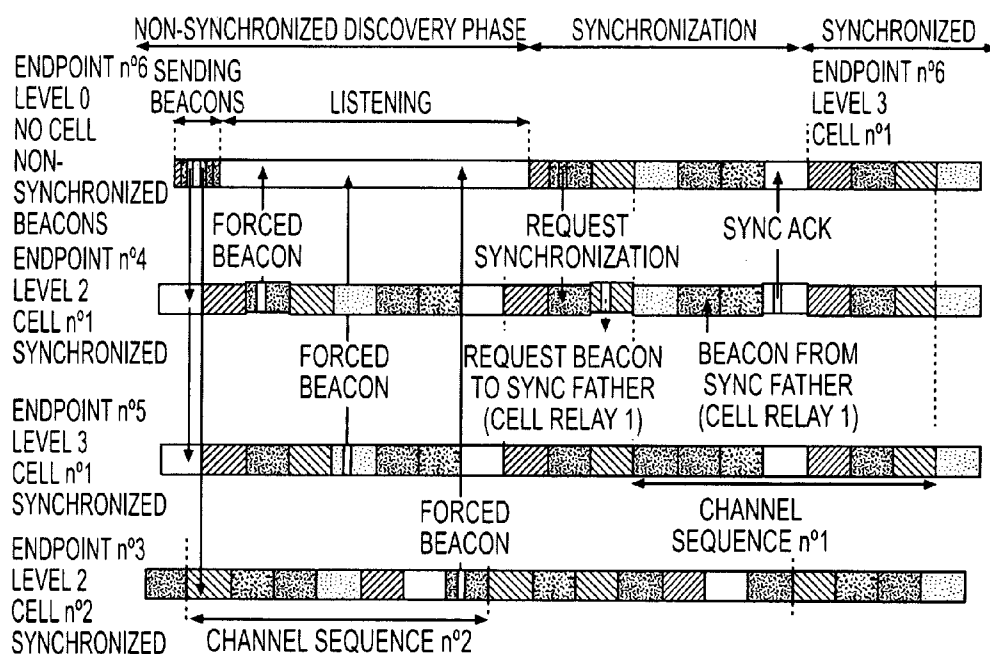 NON-SYNCHRONIZED DISCOVERY PHASE
SYNCHRONIZATION
SYNCHRONIZED
ENDPOINT nº6
LEVEL 0
NO CELL
NON-
SYNCHRONIZED
BEACONS
SENDING
BEACONS
LISTENING
ENDPOINT nº6
LEVEL 3
CELL nº1
FORCED
BEACON
REQUEST
SYNCHRONIZATION
SYNC ACK
ENDPOINT nº4
LEVEL 2
CELL nº1
SYNCHRONIZED
FORCED
BEACON
REQUEST BEACON
TO SYNC FATHER
(CELL RELAY 1)
BEACON FROM
SYNC FATHER
(CELL RELAY 1)
ENDPOINT nº5
LEVEL 3
CELL nº1
SYNCHRONIZED
FORCED
BEACON
CHANNEL
SEQUENCE nº1
ENDPOINT nº3
LEVEL 2
CELL nº2
SYNCHRONIZED
CHANNEL SEQUENCE nº2